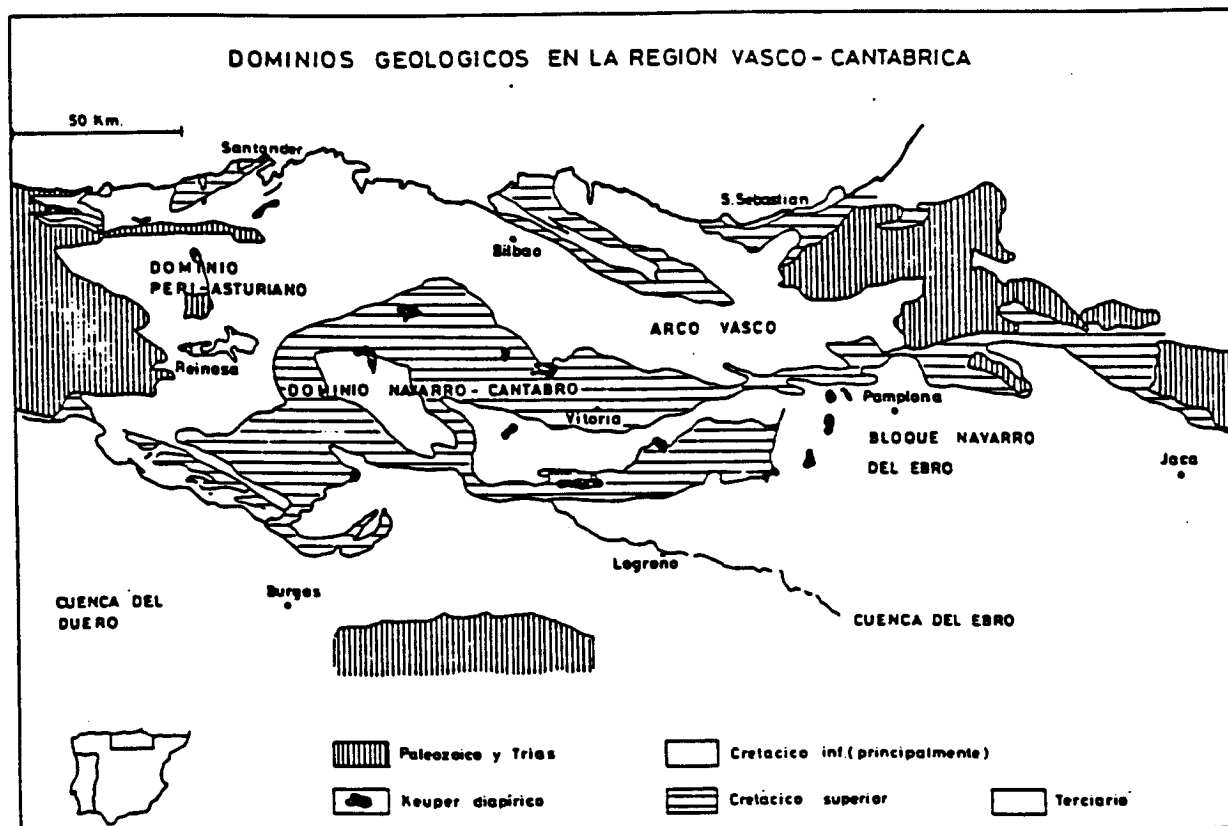 DOMINIOS GEOLOGICOS EN LA REGION VASCO-CANTABRICA
50 Km.
Santander
S. Sebastian
Bilbao
DOMINIO
PERI-ASTURIANO
ARCO VASCO
Reinosa
DOMINIO NAVARRO-CANTABRO
Vitoria
Pamplona
BLOQUE NAVARRO
DEL EBRO
Jaca
Logroño
Burgos
CUENCA DEL
DUERO
CUENCA DEL EBRO
Paleozoico y Trias
Cretacico inf.(principalmente)
Keuper diapírico
Cretácico superior
Terciario